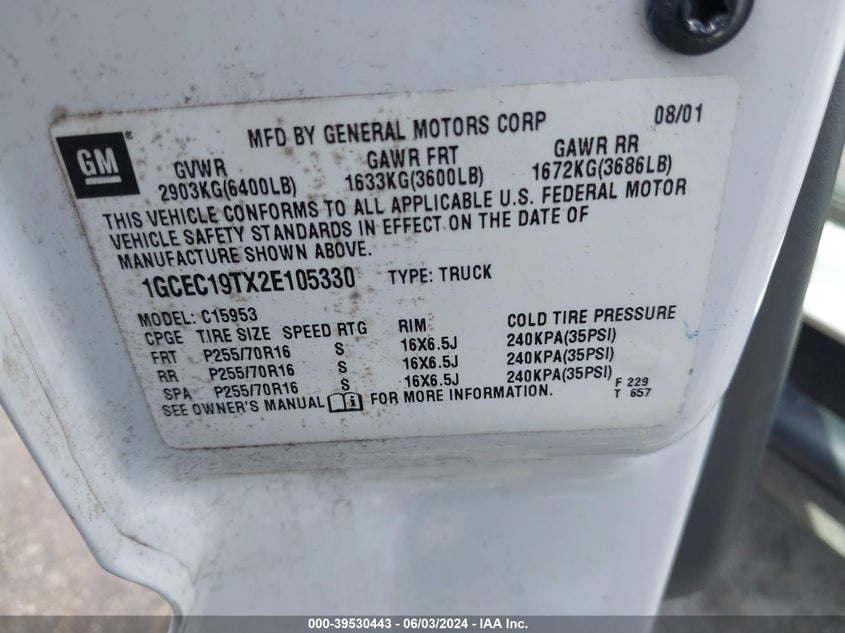 GM
MFD BY GENERAL MOTORS CORP 08/01
GVWR GAWR FRT GAWR RR
2903KG(6400LB) 1633KG(3600LB) 1672KG(3686LB)
THIS VEHICLE CONFORMS TO ALL APPLICABLE U.S. FEDERAL MOTOR
VEHICLE SAFETY STANDARDS IN EFFECT ON THE DATE OF
MANUFACTURE SHOWN ABOVE.
1GCEC19TX2E105330 TYPE: TRUCK
MODEL: C15953
CPGE TIRE SIZE SPEED RTG RIM COLD TIRE PRESSURE
FRT P255/70R16 S 16X6.5J 240KPA(35PSI)
RR P255/70R16 S 16X6.5J 240KPA(35PSI)
SPA P255/70R16 S 16X6.5J 240KPA(35PSI)
SEE OWNER'S MANUAL FOR MORE INFORMATION.
F 229
T 657
000-39530443 - 06/03/2024 - IAA Inc.